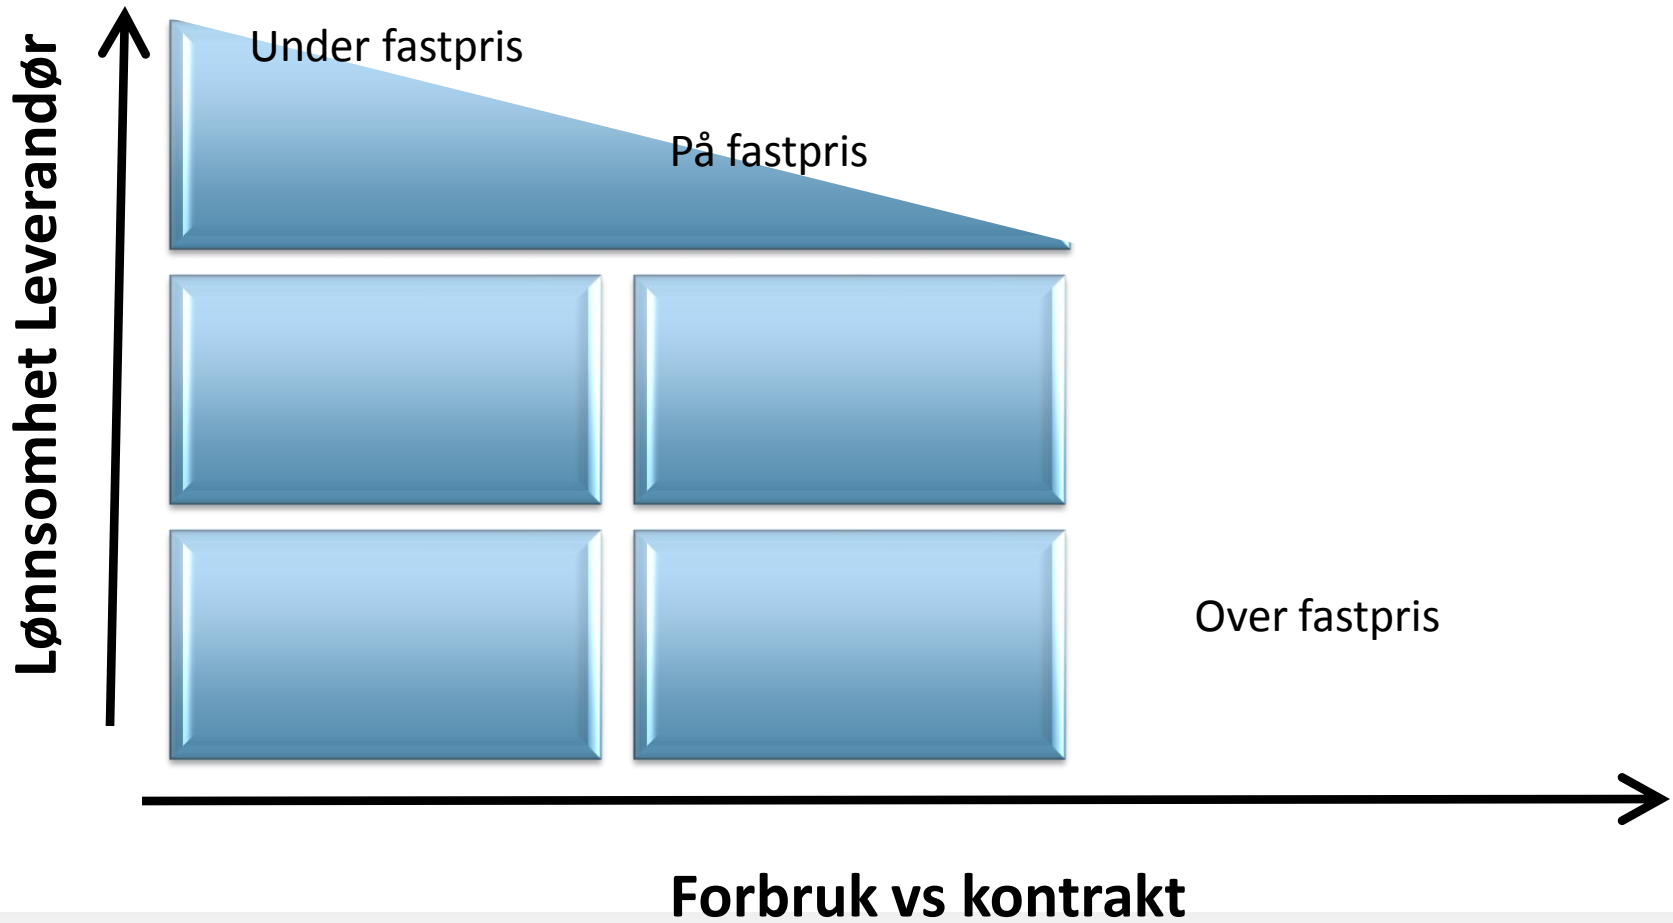 Under fastpris
På fastpris
Lønnsomhet Leverandør
Over fastpris
Forbruk vs kontrakt